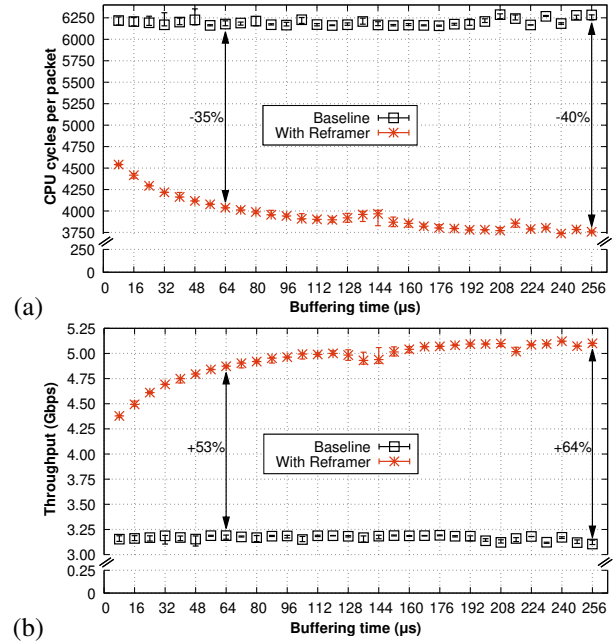 (a)
CPU cycles per packet
6250
6000
5750
5500
5250
5000
4750
4500
4250
4000
3750
250
0
-35%
-40%
Baseline
With Reframer
0 16 32 48 64 80 96 112 128 144 160 176 192 208 224 240 256
Buffering time (µs)
(b)
Throughput (Gbps)
5.25
5.00
4.75
4.50
4.25
4.00
3.75
3.50
3.25
3.00
0.25
0
+53%
+64%
Baseline
With Reframer
0 16 32 48 64 80 96 112 128 144 160 176 192 208 224 240 256
Buffering time (µs)